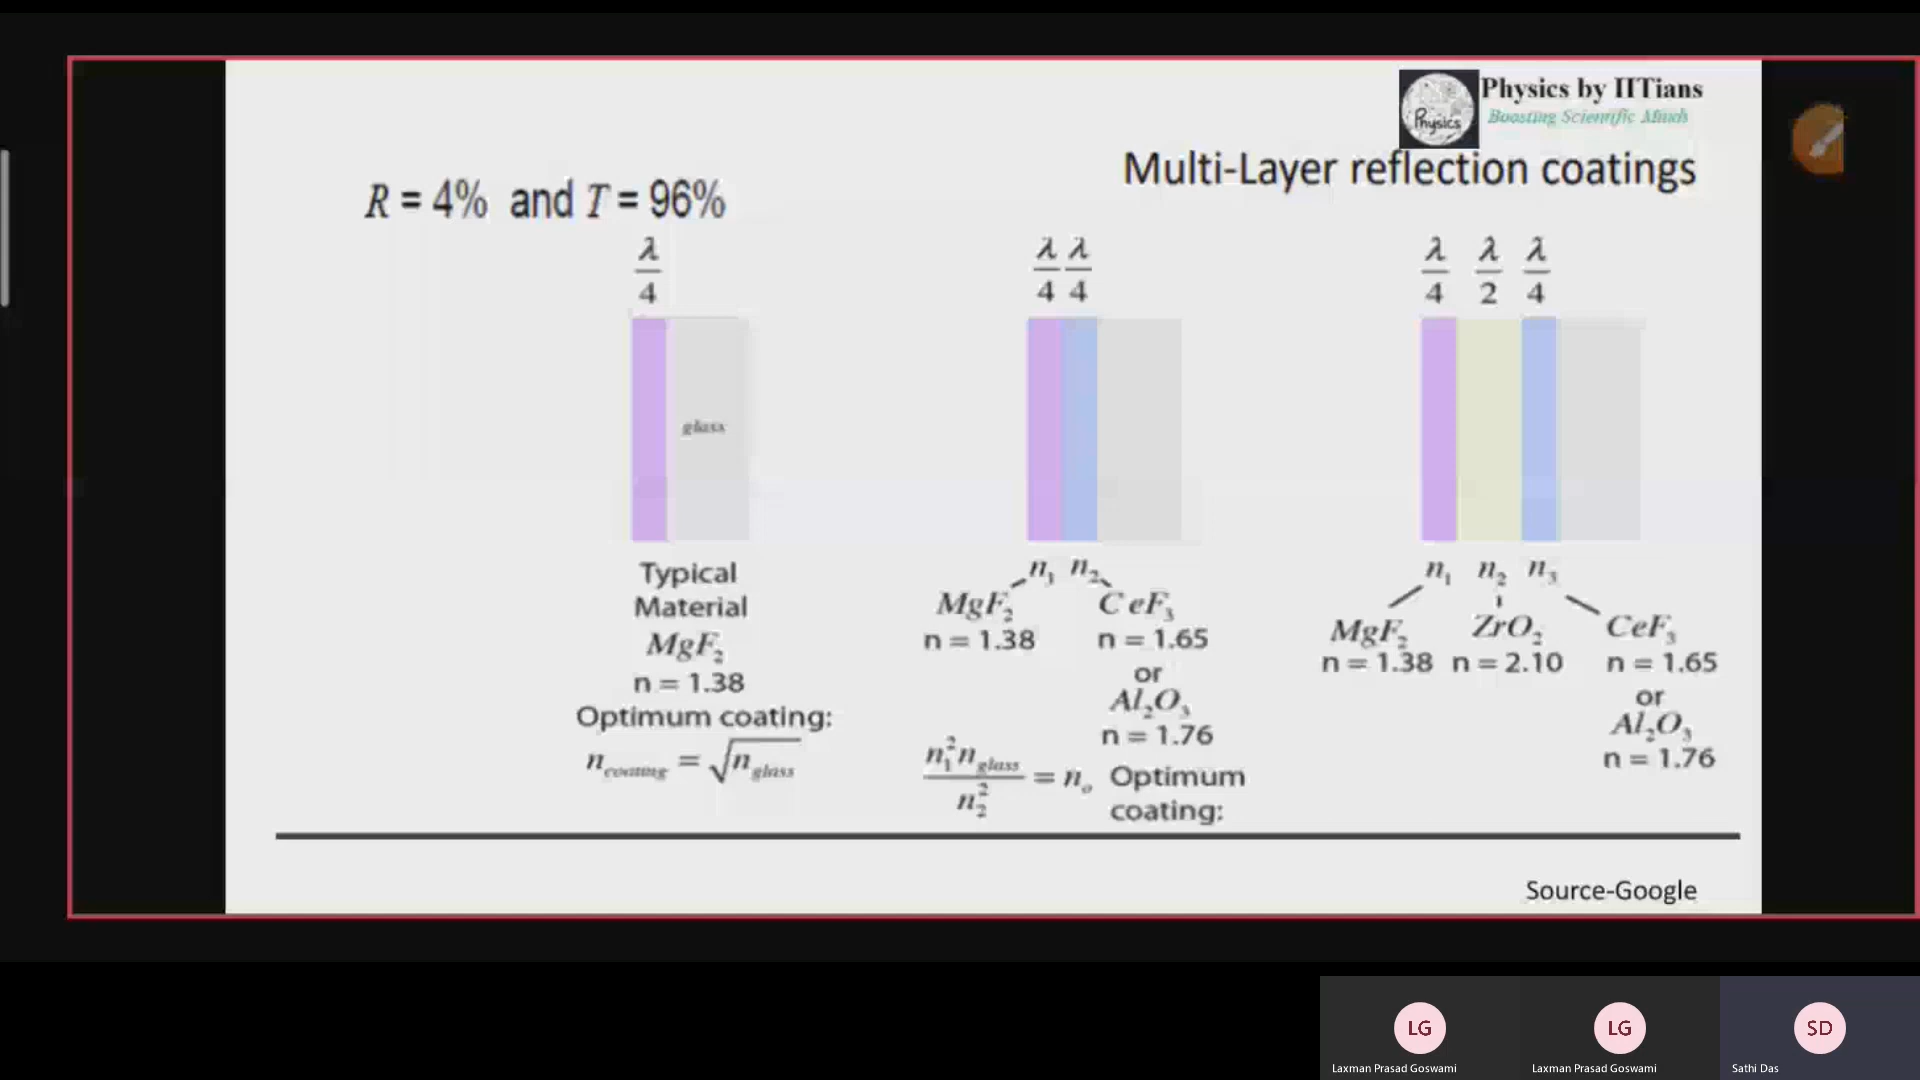 Physics by IITians
Boosting Scientific Minds
Physics
Multi-Layer reflection coatings
R = 4% and T = 96%
λ/4
λ/4 λ/4
λ/4 λ/2 λ/4
glass
Typical
Material
MgF₂
n = 1.38
Optimum coating:
n_coating = √n_glass
n₁ n₂
MgF₂
n = 1.38
CeF₃
n = 1.65
or
Al₂O₃
n = 1.76
n₁² n_glass / n₂² = n₀ Optimum
coating:
n₁ n₂ n₃
MgF₂
n = 1.38
ZrO₂
n = 2.10
CeF₃
n = 1.65
or
Al₂O₃
n = 1.76
Source-Google
LG
Laxman Prasad Goswami
LG
Laxman Prasad Goswami
SD
Sathi Das